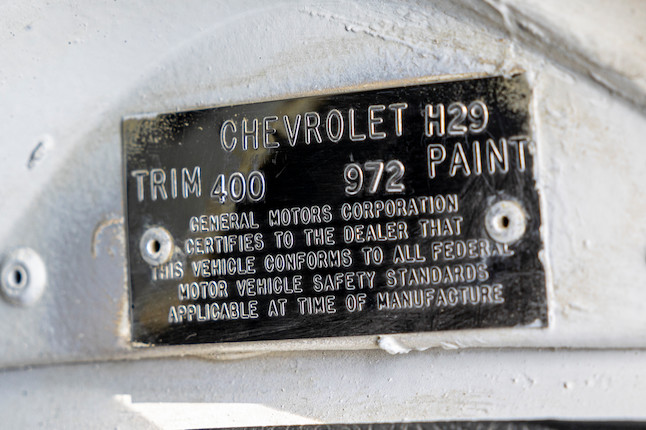 CHEVROLET H29
TRIM 400 972 PAINT
GENERAL MOTORS CORPORATION
CERTIFIES TO THE DEALER THAT
THIS VEHICLE CONFORMS TO ALL FEDERAL
MOTOR VEHICLE SAFETY STANDARDS
APPLICABLE AT TIME OF MANUFACTURE